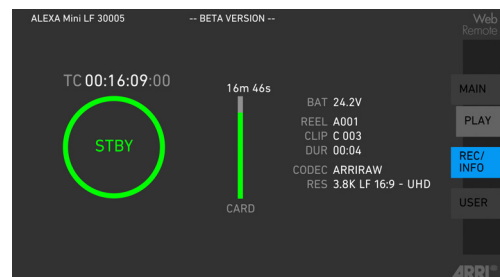 ALEXA Mini LF 30005
-- BETA VERSION --
Web
Remote
TC 00:16:09:00
16m 46s
STBY
CARD
BAT 24.2V
REEL A001
CLIP C 003
DUR 00:04
CODEC ARRIRAW
RES 3.8K LF 16:9 - UHD
MAIN
PLAY
REC/
INFO
USER
ARRI